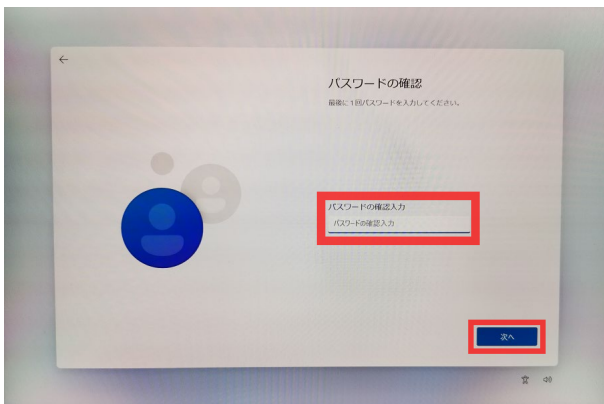 パスワードの確認
最後に1回パスワードを入力してください。
パスワードの確認入力
パスワードの確認入力
次へ